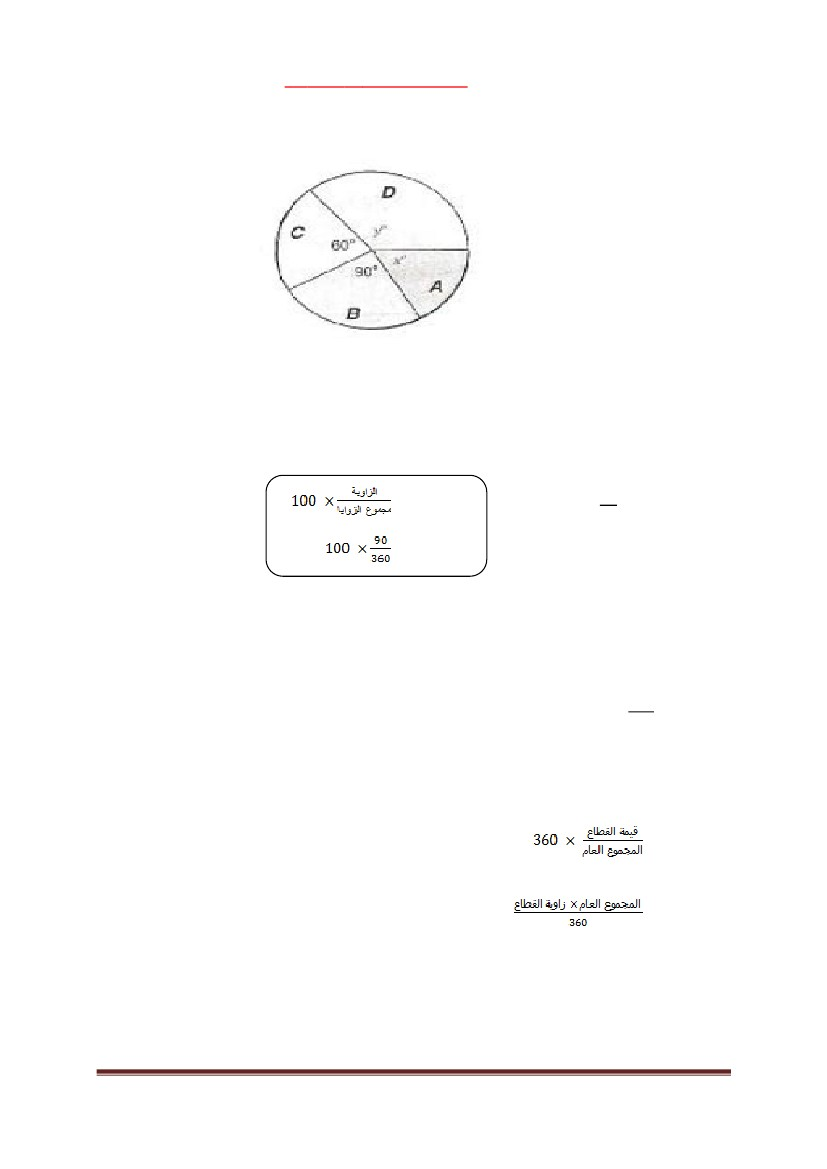 D
C
y°
60°
x°
90°
A
B
100 × الزاوية / مجموع الزوايا
100 × 90 / 360
360 × قيمة القطاع / المجموع العام
المجموع العام × زاوية القطاع / 360